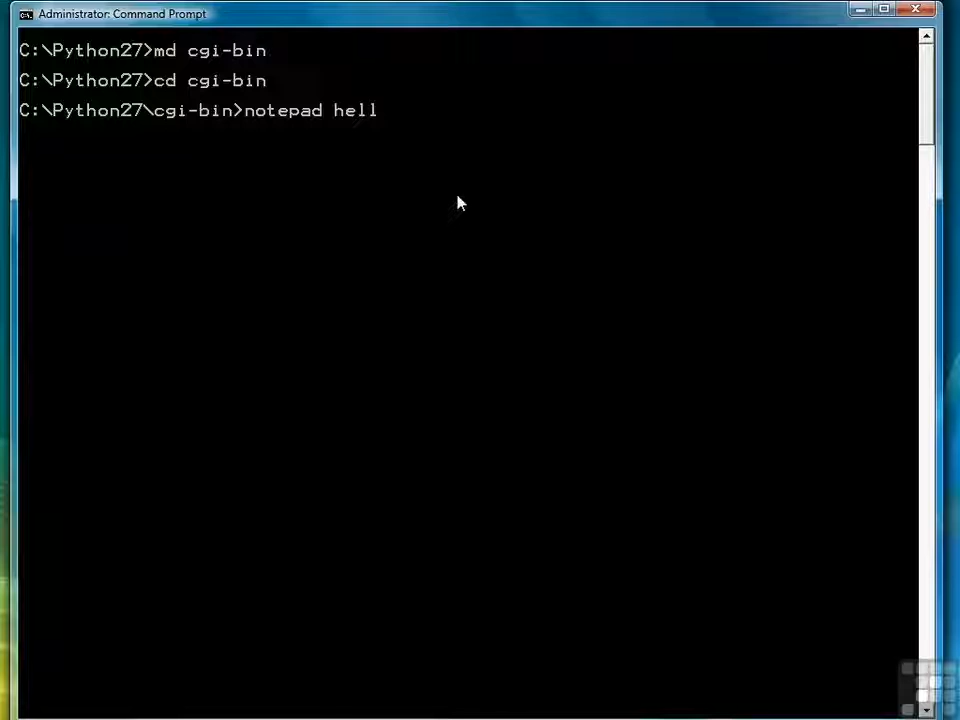 Administrator: Command Prompt
C:\Python27>md cgi-bin
C:\Python27>cd cgi-bin
C:\Python27\cgi-bin>notepad hell